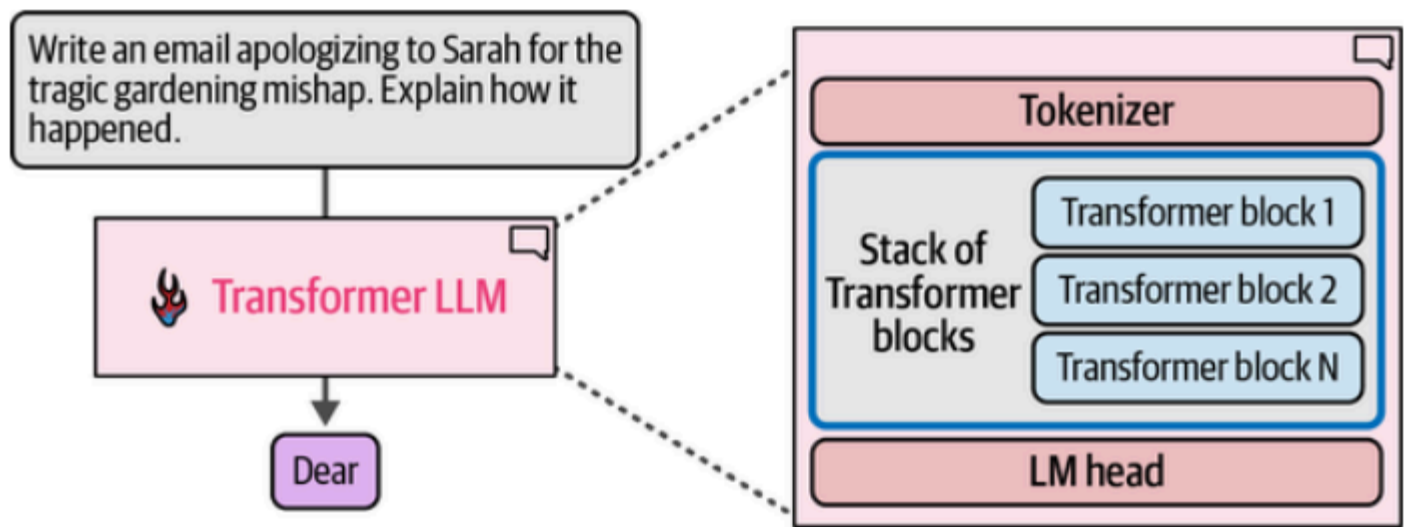 Write an email apologizing to Sarah for the
tragic gardening mishap. Explain how it
happened.
Transformer LLM
Dear
Tokenizer
Stack of
Transformer
blocks
Transformer block 1
Transformer block 2
Transformer block N
LM head